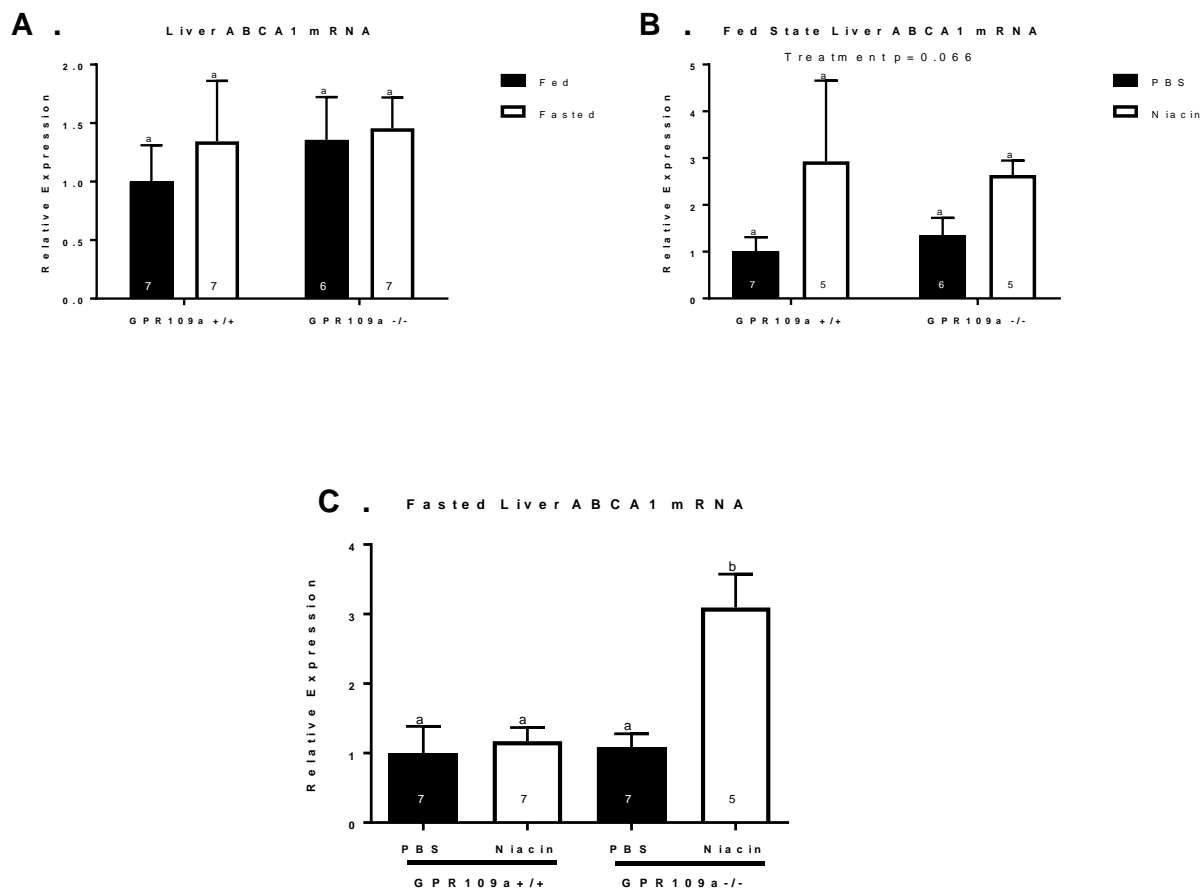 A .
Liver ABCA1 mRNA
Relative Expression
2.0
1.5
1.0
0.5
0.0
a
a
a
a
7
7
6
7
GPR109a +/+
GPR109a -/-
Fed
Fasted
B .
Fed State Liver ABCA1 mRNA
Treatment p=0.066
Relative Expression
5
4
3
2
1
0
a
a
a
a
7
5
6
5
GPR109a +/+
GPR109a -/-
PBS
Niacin
C .
Fasted Liver ABCA1 mRNA
Relative Expression
4
3
2
1
0
a
a
a
b
7
7
7
5
PBS
Niacin
PBS
Niacin
GPR109a+/+
GPR109a-/-